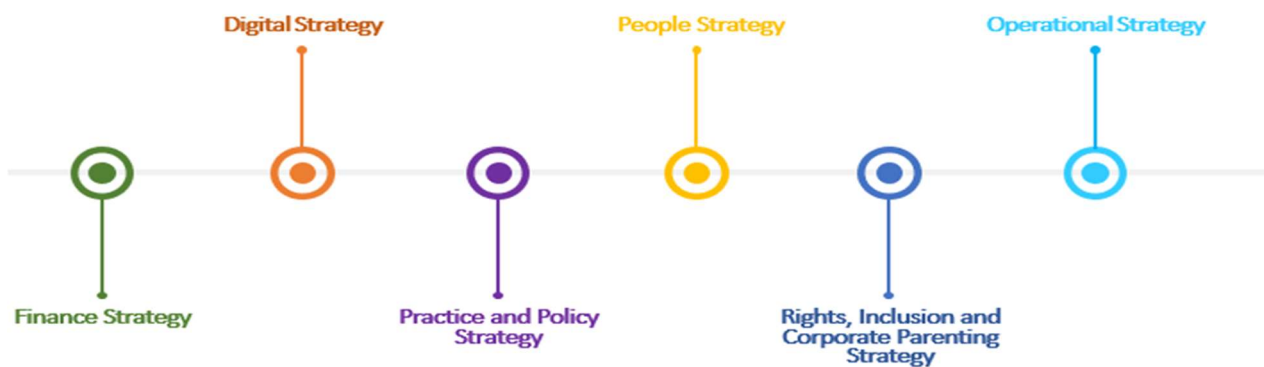 Digital Strategy
People Strategy
Operational Strategy
Finance Strategy
Practice and Policy
Strategy
Rights, Inclusion and
Corporate Parenting
Strategy